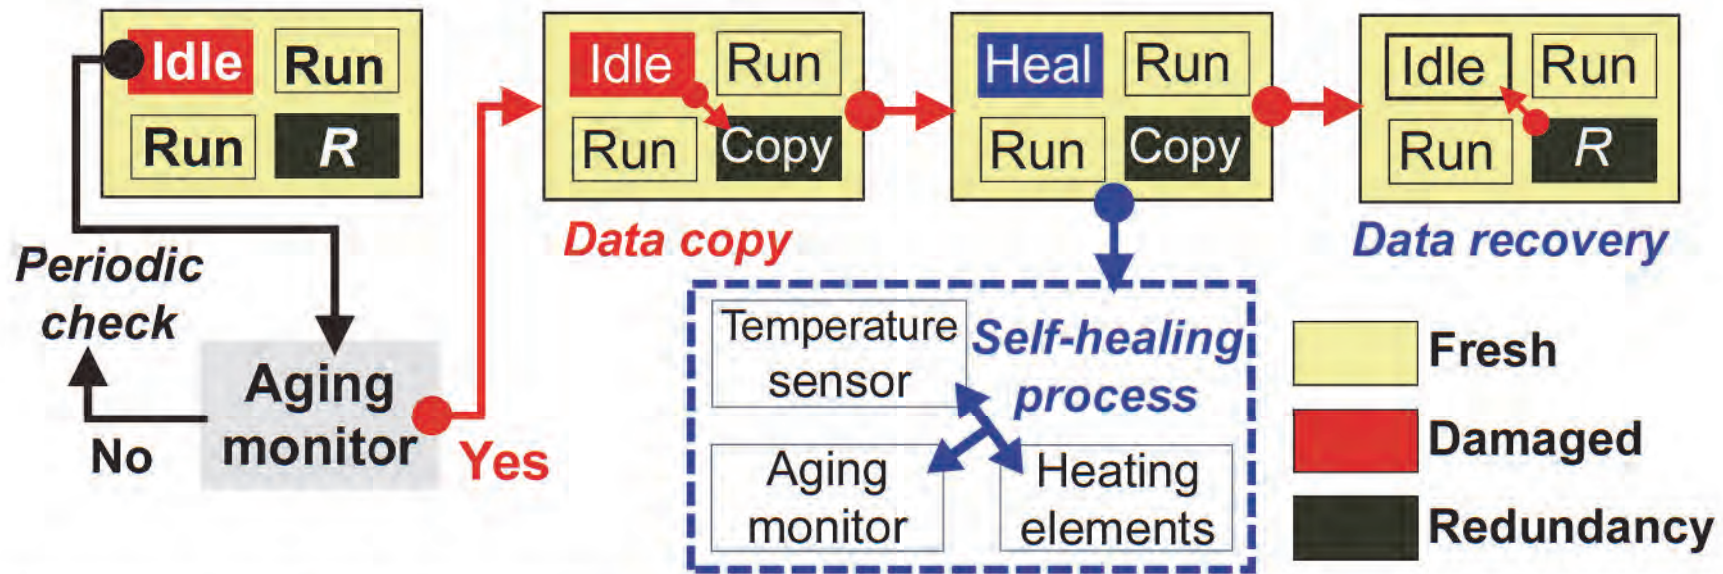 Idle Run
Run R
Periodic
check
Aging
monitor
No
Yes
Idle Run
Run Copy
Data copy
Heal Run
Run Copy
Idle Run
Run R
Data recovery
Temperature
sensor
Self-healing
process
Aging
monitor
Heating
elements
Fresh
Damaged
Redundancy